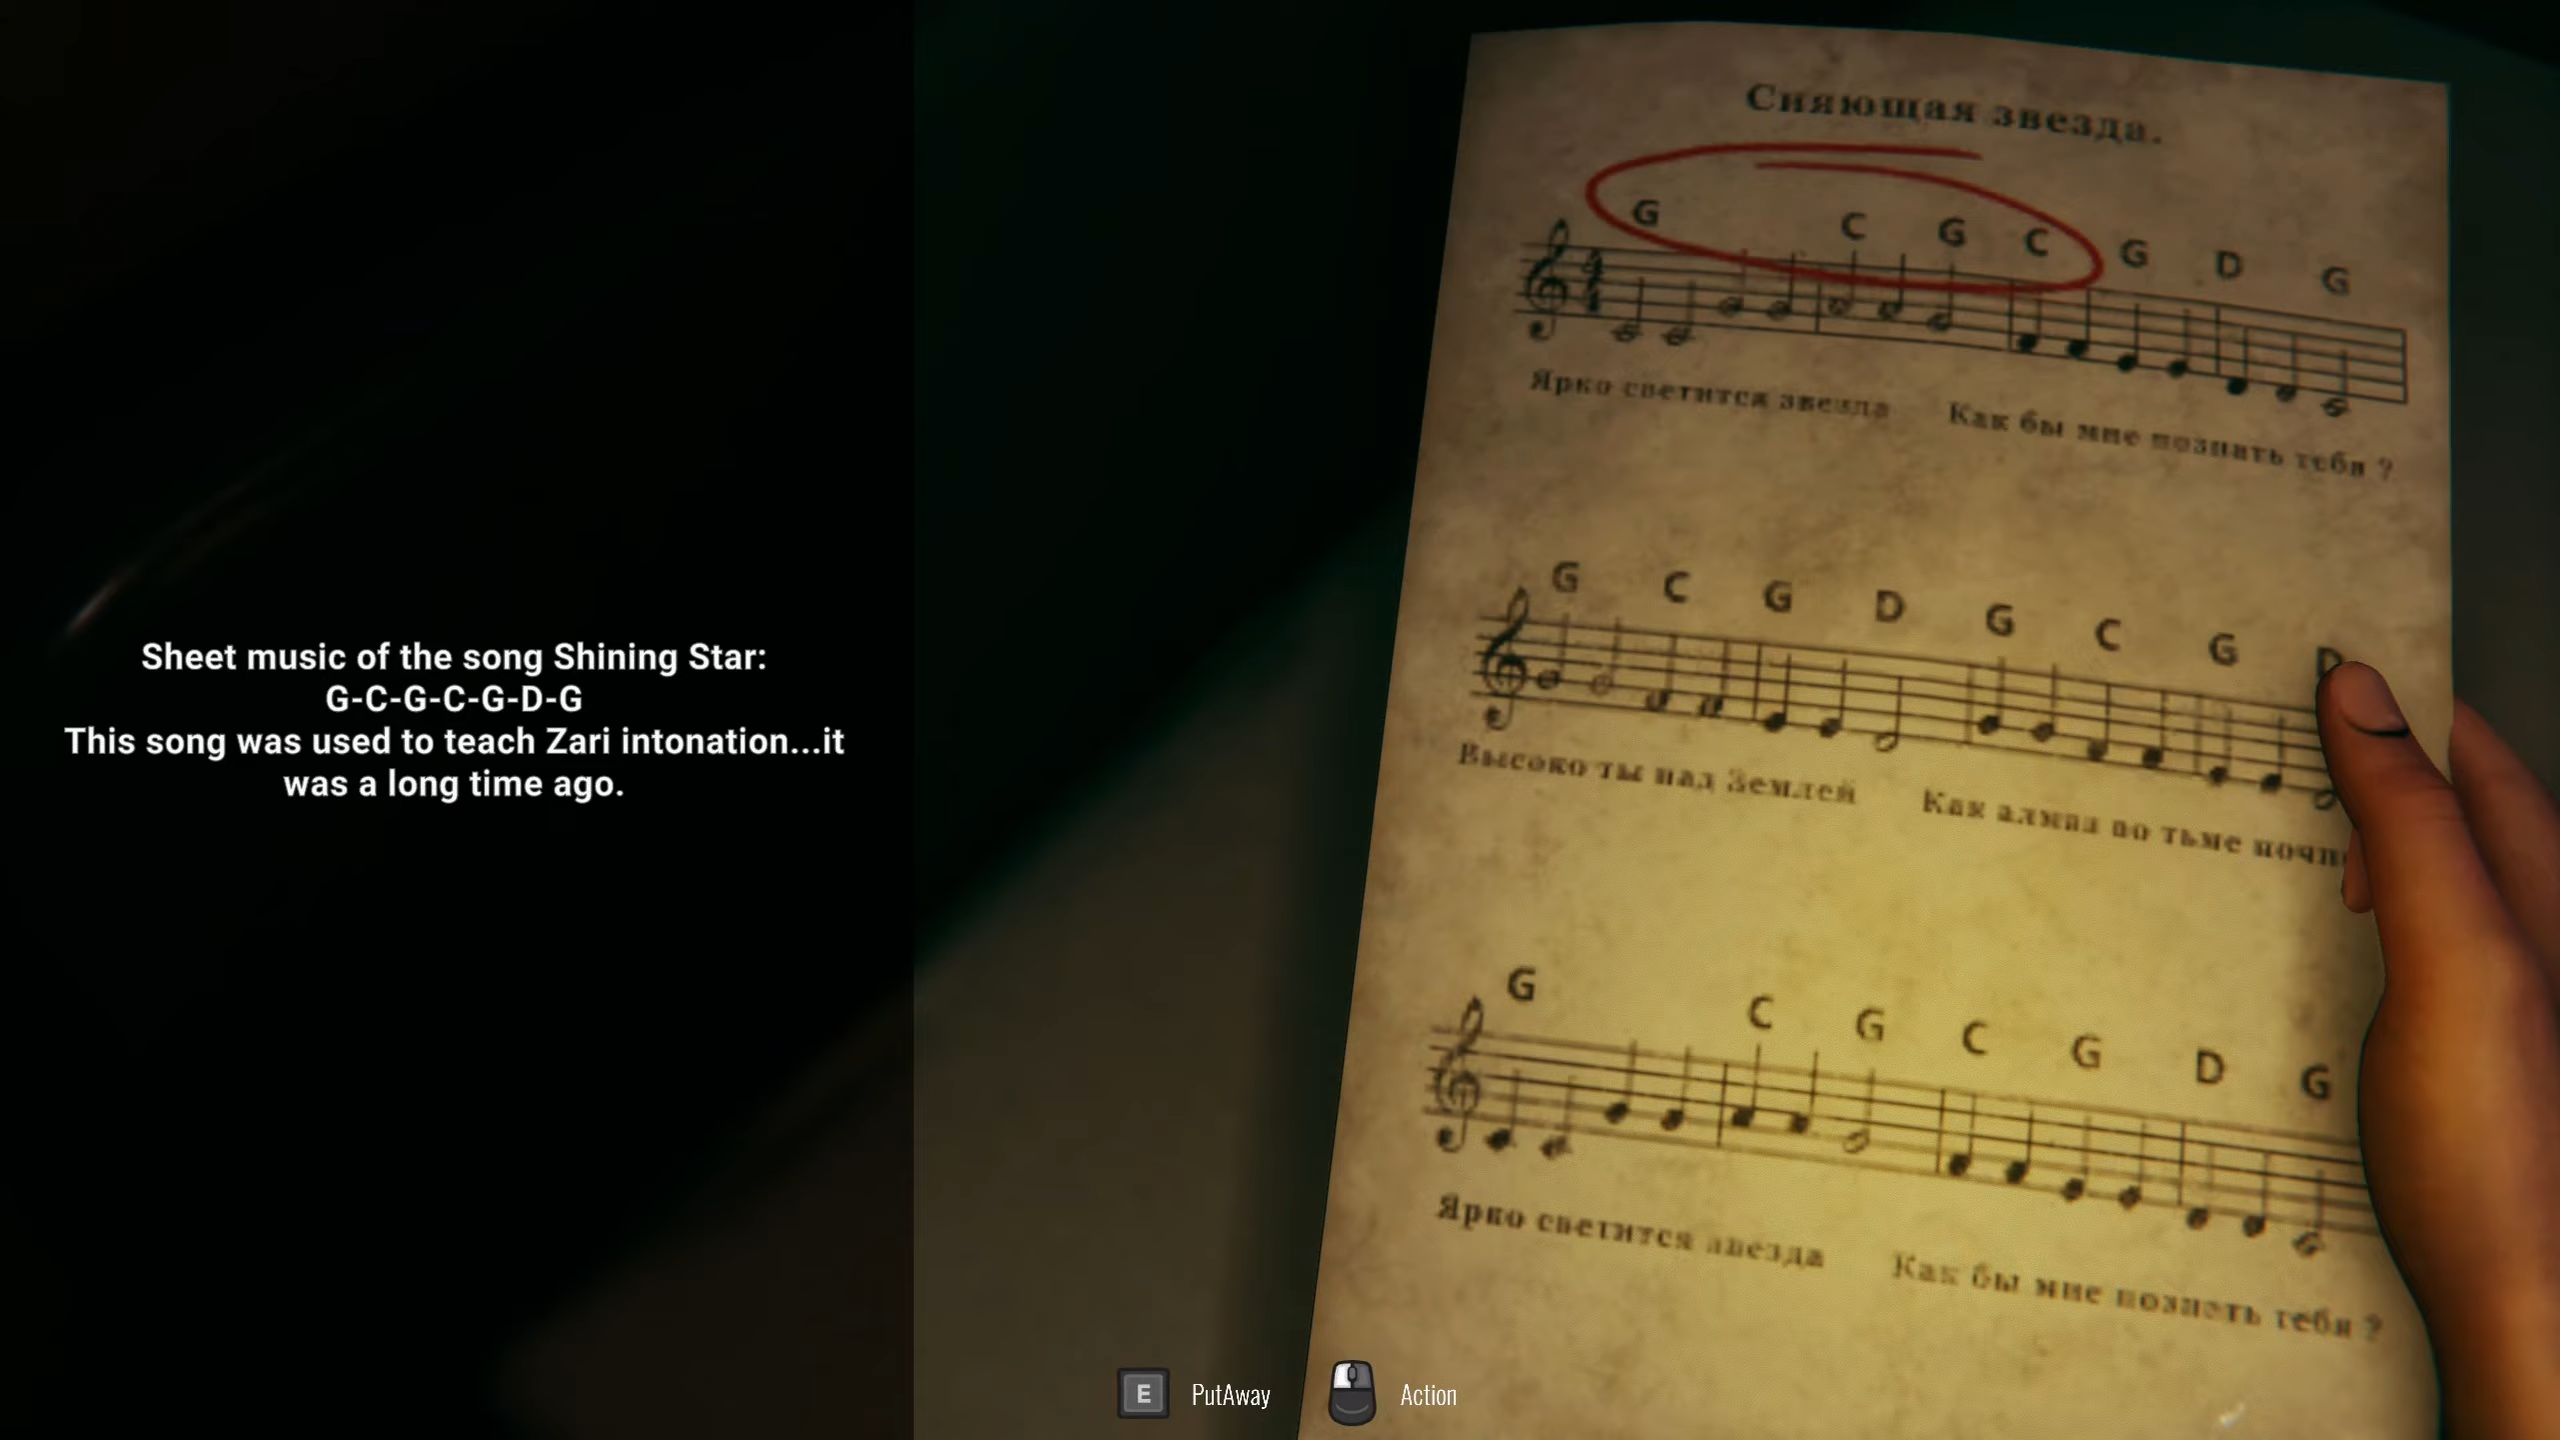 Sheet music of the song Shining Star:
G-C-G-C-G-D-G
This song was used to teach Zari intonation...it
was a long time ago.
Сияющая звезда.
G C G C G D G
Ярко светится звезда Как бы мне познать тебя ?
G C G D G C G D
Высоко ты над Землей Как алмаз во тьме
G C G C G D G
Ярко светится звезда Как бы мне познать тебя ?
E PutAway Action